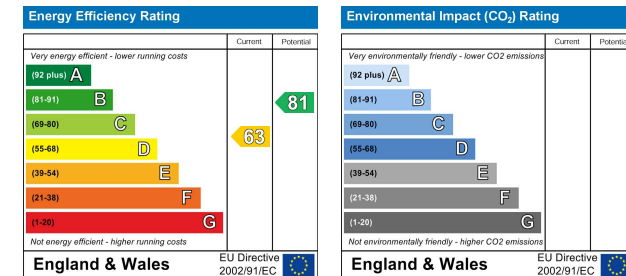 Energy Efficiency Rating
Current Potential
Very energy efficient - lower running costs
(92 plus) A
(81-91) B
81
(69-80) C
63
(55-68) D
(39-54) E
(21-38) F
(1-20) G
Not energy efficient - higher running costs
England & Wales
EU Directive
2002/91/EC
Environmental Impact (CO₂) Rating
Current Potential
Very environmentally friendly - lower CO2 emissions
(92 plus) A
(81-91) B
(69-80) C
(55-68) D
(39-54) E
(21-38) F
(1-20) G
Not environmentally friendly - higher CO2 emissions
England & Wales
EU Directive
2002/91/EC